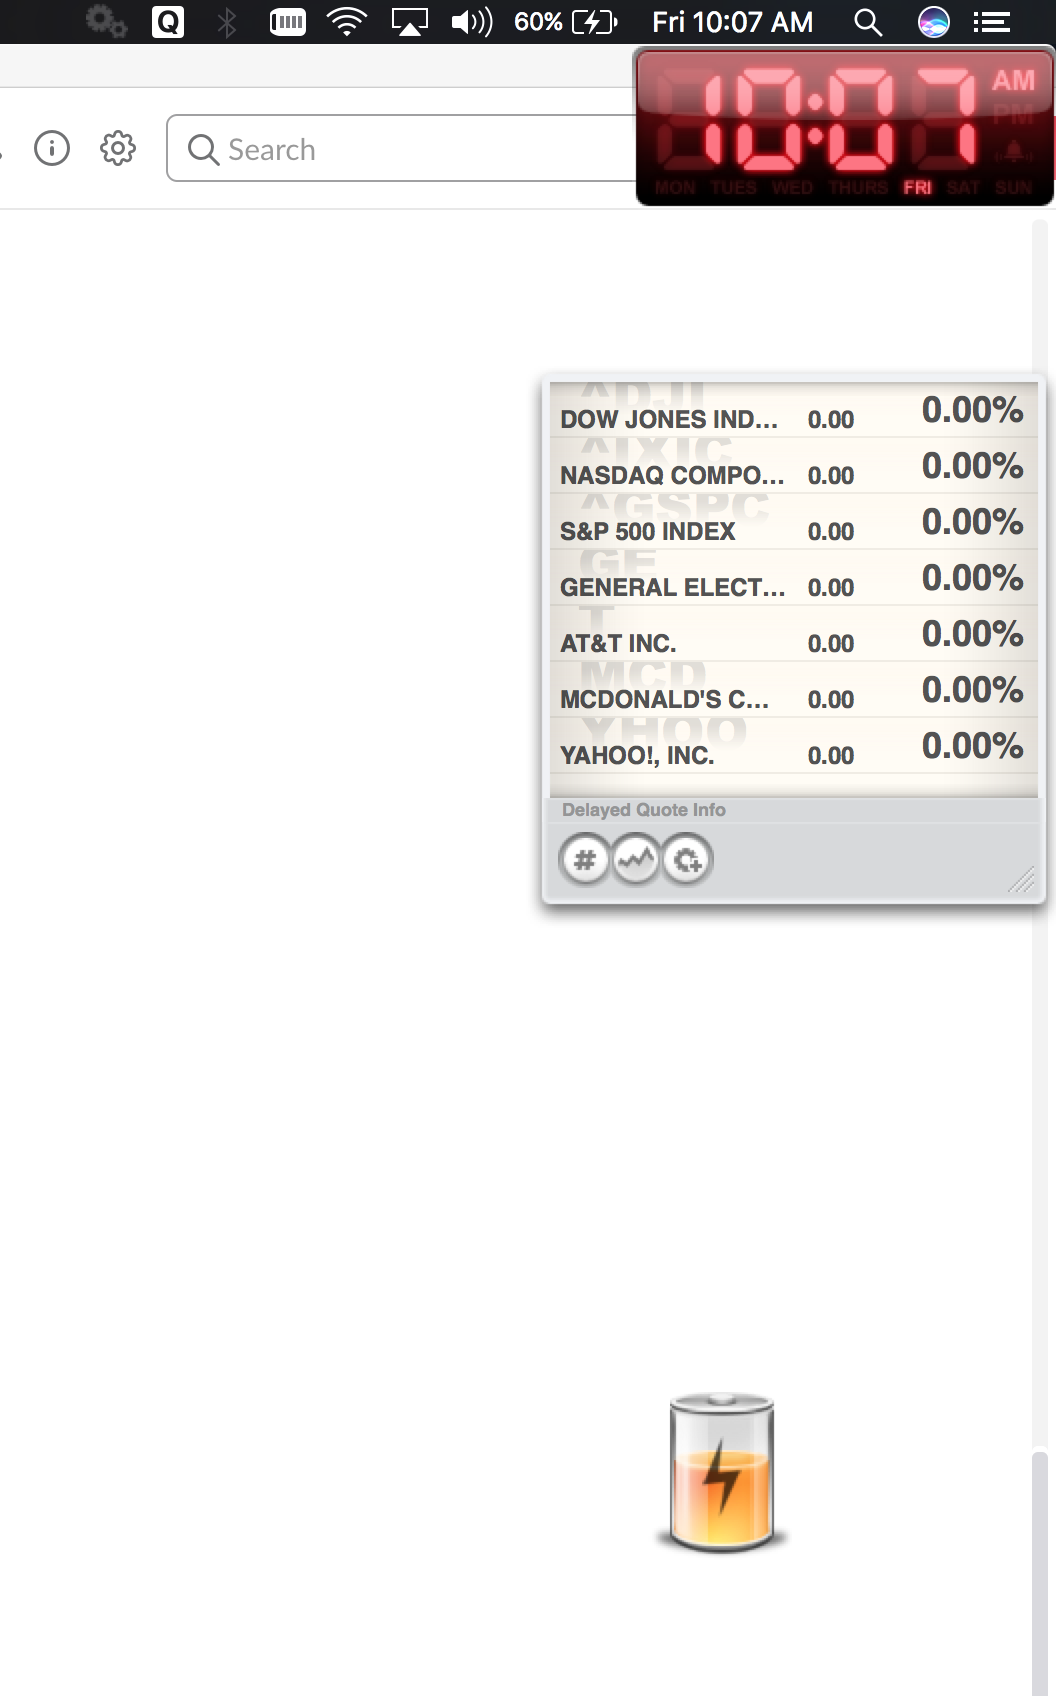 Q 60% Fri 10:07 AM
10:07 AM
PM
MON TUES WED THURS FRI SAT SUN
Search
^DJI
DOW JONES IND... 0.00 0.00%
^IXIC
NASDAQ COMPO... 0.00 0.00%
^GSPC
S&P 500 INDEX 0.00 0.00%
GE
GENERAL ELECT... 0.00 0.00%
T
AT&T INC. 0.00 0.00%
MCD
MCDONALD'S C... 0.00 0.00%
YHOO
YAHOO!, INC. 0.00 0.00%
Delayed Quote Info
#